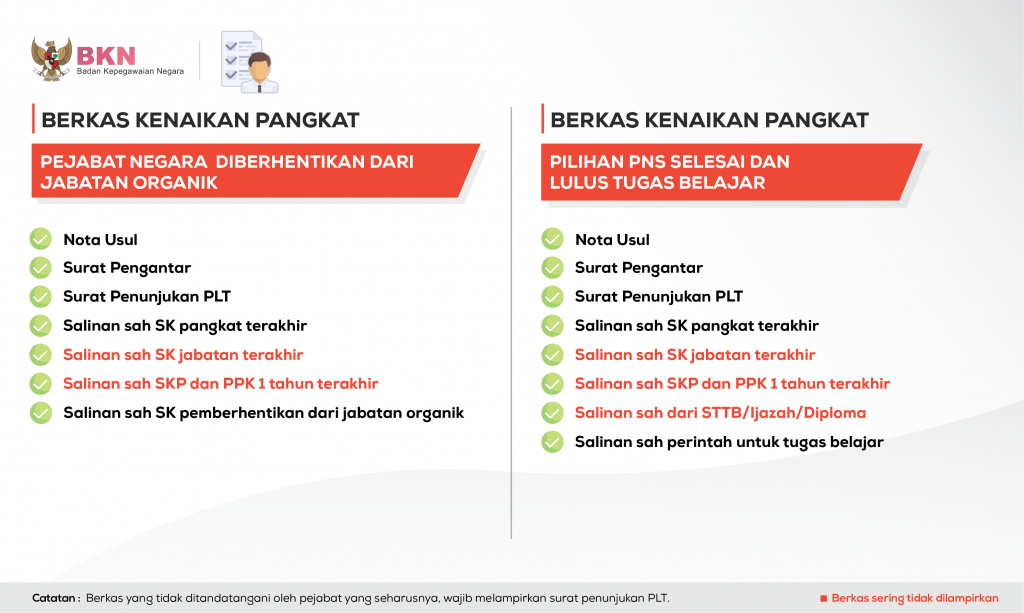 BKN
Badan Kepegawaian Negara
BERKAS KENAIKAN PANGKAT
PEJABAT NEGARA DIBERHENTIKAN DARI
JABATAN ORGANIK
Nota Usul
Surat Pengantar
Surat Penunjukan PLT
Salinan sah SK pangkat terakhir
Salinan sah SK jabatan terakhir
Salinan sah SKP dan PPK 1 tahun terakhir
Salinan sah SK pemberhentikan dari jabatan organik
BERKAS KENAIKAN PANGKAT
PILIHAN PNS SELESAI DAN
LULUS TUGAS BELAJAR
Nota Usul
Surat Pengantar
Surat Penunjukan PLT
Salinan sah SK pangkat terakhir
Salinan sah SK jabatan terakhir
Salinan sah SKP dan PPK 1 tahun terakhir
Salinan sah dari STTB/Ijazah/Diploma
Salinan sah perintah untuk tugas belajar
Catatan : Berkas yang tidak ditandatangani oleh pejabat yang seharusnya, wajib melampirkan surat penunjukan PLT.
Berkas sering tidak dilampirkan